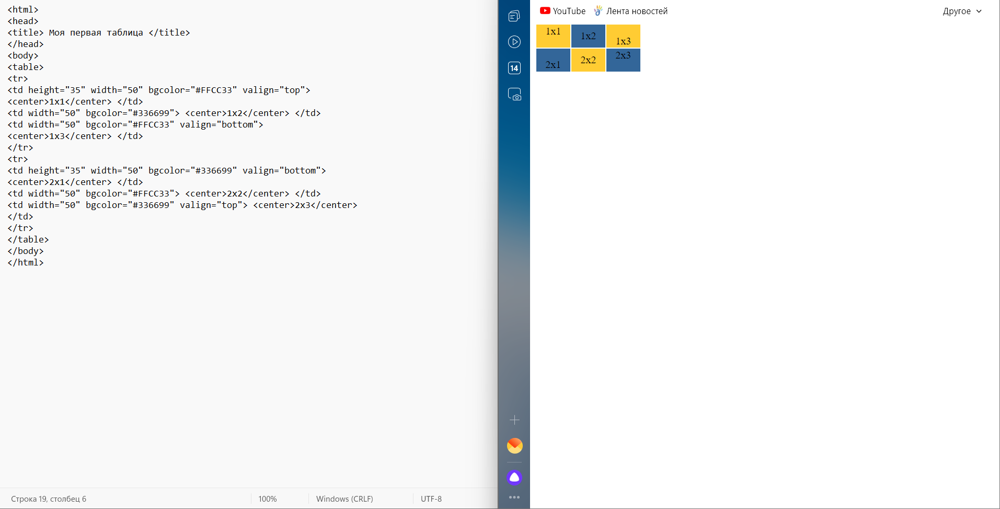 <html>
<head>
<title> Моя первая таблица </title>
</head>
<body>
<table>
<tr>
<td height="35" width="50" bgcolor="#FFCC33" valign="top">
<center>1x1</center> </td>
<td width="50" bgcolor="#336699"> <center>1x2</center> </td>
<td width="50" bgcolor="#FFCC33" valign="bottom">
<center>1x3</center> </td>
</tr>
<tr>
<td height="35" width="50" bgcolor="#336699" valign="bottom">
<center>2x1</center> </td>
<td width="50" bgcolor="#FFCC33"> <center>2x2</center> </td>
<td width="50" bgcolor="#336699" valign="top"> <center>2x3</center>
</td>
</tr>
</table>
</body>
</html>
Строка 19, столбец 6 100% Windows (CRLF) UTF-8
14
YouTube Лента новостей Другое
1x1 1x2 1x3
2x1 2x2 2x3